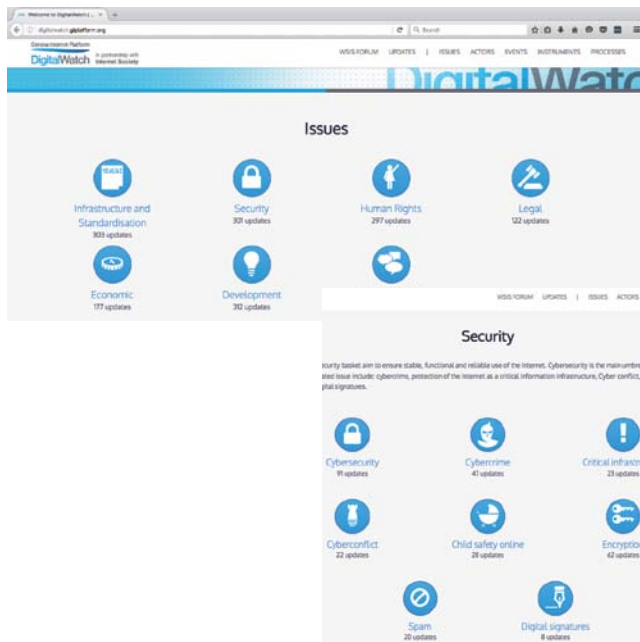 Welcome to DigitalWatch | ...
digitalwatch.giplatform.org
Search
Geneva Internet Platform
DigitalWatch
in partnership with
Internet Society
WSIS FORUM UPDATES | ISSUES ACTORS EVENTS INSTRUMENTS PROCESSES
DigitalWatc
Issues
Infrastructure and
Standardisation
303 updates
Security
301 updates
Human Rights
297 updates
Legal
122 updates
Economic
177 updates
Development
312 updates
WSIS FORUM UPDATES | ISSUES ACTORS
Security
ecurity basket aim to ensure stable, functional and reliable use of the Internet. Cybersecurity is the main umbre
ated issue include: cybercrime, protection of the Internet as a critical information infrastructure, Cyber conflict,
gital signatures.
Cybersecurity
91 updates
Cybercrime
41 updates
Critical infrastr
23 updates
Cyberconflict
22 updates
Child safety online
28 updates
Encryptio
62 updates
Spam
20 updates
Digital signatures
8 updates